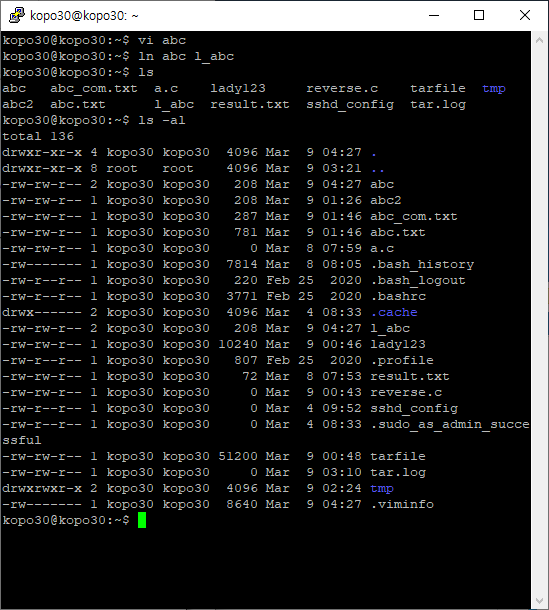 kopo30@kopo30: ~
kopo30@kopo30:~$ vi abc
kopo30@kopo30:~$ ln abc l_abc
kopo30@kopo30:~$ ls
abc   abc_com.txt  a.c    lady123     reverse.c    tarfile  tmp
abc2  abc.txt      l_abc  result.txt  sshd_config  tar.log
kopo30@kopo30:~$ ls -al
total 136
drwxr-xr-x 4 kopo30 kopo30  4096 Mar  9 04:27 .
drwxr-xr-x 8 root   root    4096 Mar  9 03:21 ..
-rw-rw-r-- 2 kopo30 kopo30   208 Mar  9 04:27 abc
-rw-rw-r-- 1 kopo30 kopo30   208 Mar  9 01:26 abc2
-rw-rw-r-- 1 kopo30 kopo30   287 Mar  9 01:46 abc_com.txt
-rw-rw-r-- 1 kopo30 kopo30   781 Mar  9 01:46 abc.txt
-rw-rw-r-- 1 kopo30 kopo30     0 Mar  8 07:59 a.c
-rw------- 1 kopo30 kopo30  7814 Mar  8 08:05 .bash_history
-rw-r--r-- 1 kopo30 kopo30   220 Feb 25  2020 .bash_logout
-rw-r--r-- 1 kopo30 kopo30  3771 Feb 25  2020 .bashrc
drwx------ 2 kopo30 kopo30  4096 Mar  4 08:33 .cache
-rw-rw-r-- 2 kopo30 kopo30   208 Mar  9 04:27 l_abc
-rw-rw-r-- 1 kopo30 kopo30 10240 Mar  9 00:46 lady123
-rw-r--r-- 1 kopo30 kopo30   807 Feb 25  2020 .profile
-rw-rw-r-- 1 kopo30 kopo30    72 Mar  8 07:53 result.txt
-rw-rw-r-- 1 kopo30 kopo30     0 Mar  9 00:43 reverse.c
-rw-rw-r-- 1 kopo30 kopo30     0 Mar  4 09:52 sshd_config
-rw-r--r-- 1 kopo30 kopo30     0 Mar  4 08:33 .sudo_as_admin_succe
ssful
-rw-rw-r-- 1 kopo30 kopo30 51200 Mar  9 00:48 tarfile
-rw-rw-r-- 1 kopo30 kopo30     0 Mar  9 03:10 tar.log
drwxrwxr-x 2 kopo30 kopo30  4096 Mar  9 02:24 tmp
-rw------- 1 kopo30 kopo30  8640 Mar  9 04:27 .viminfo
kopo30@kopo30:~$